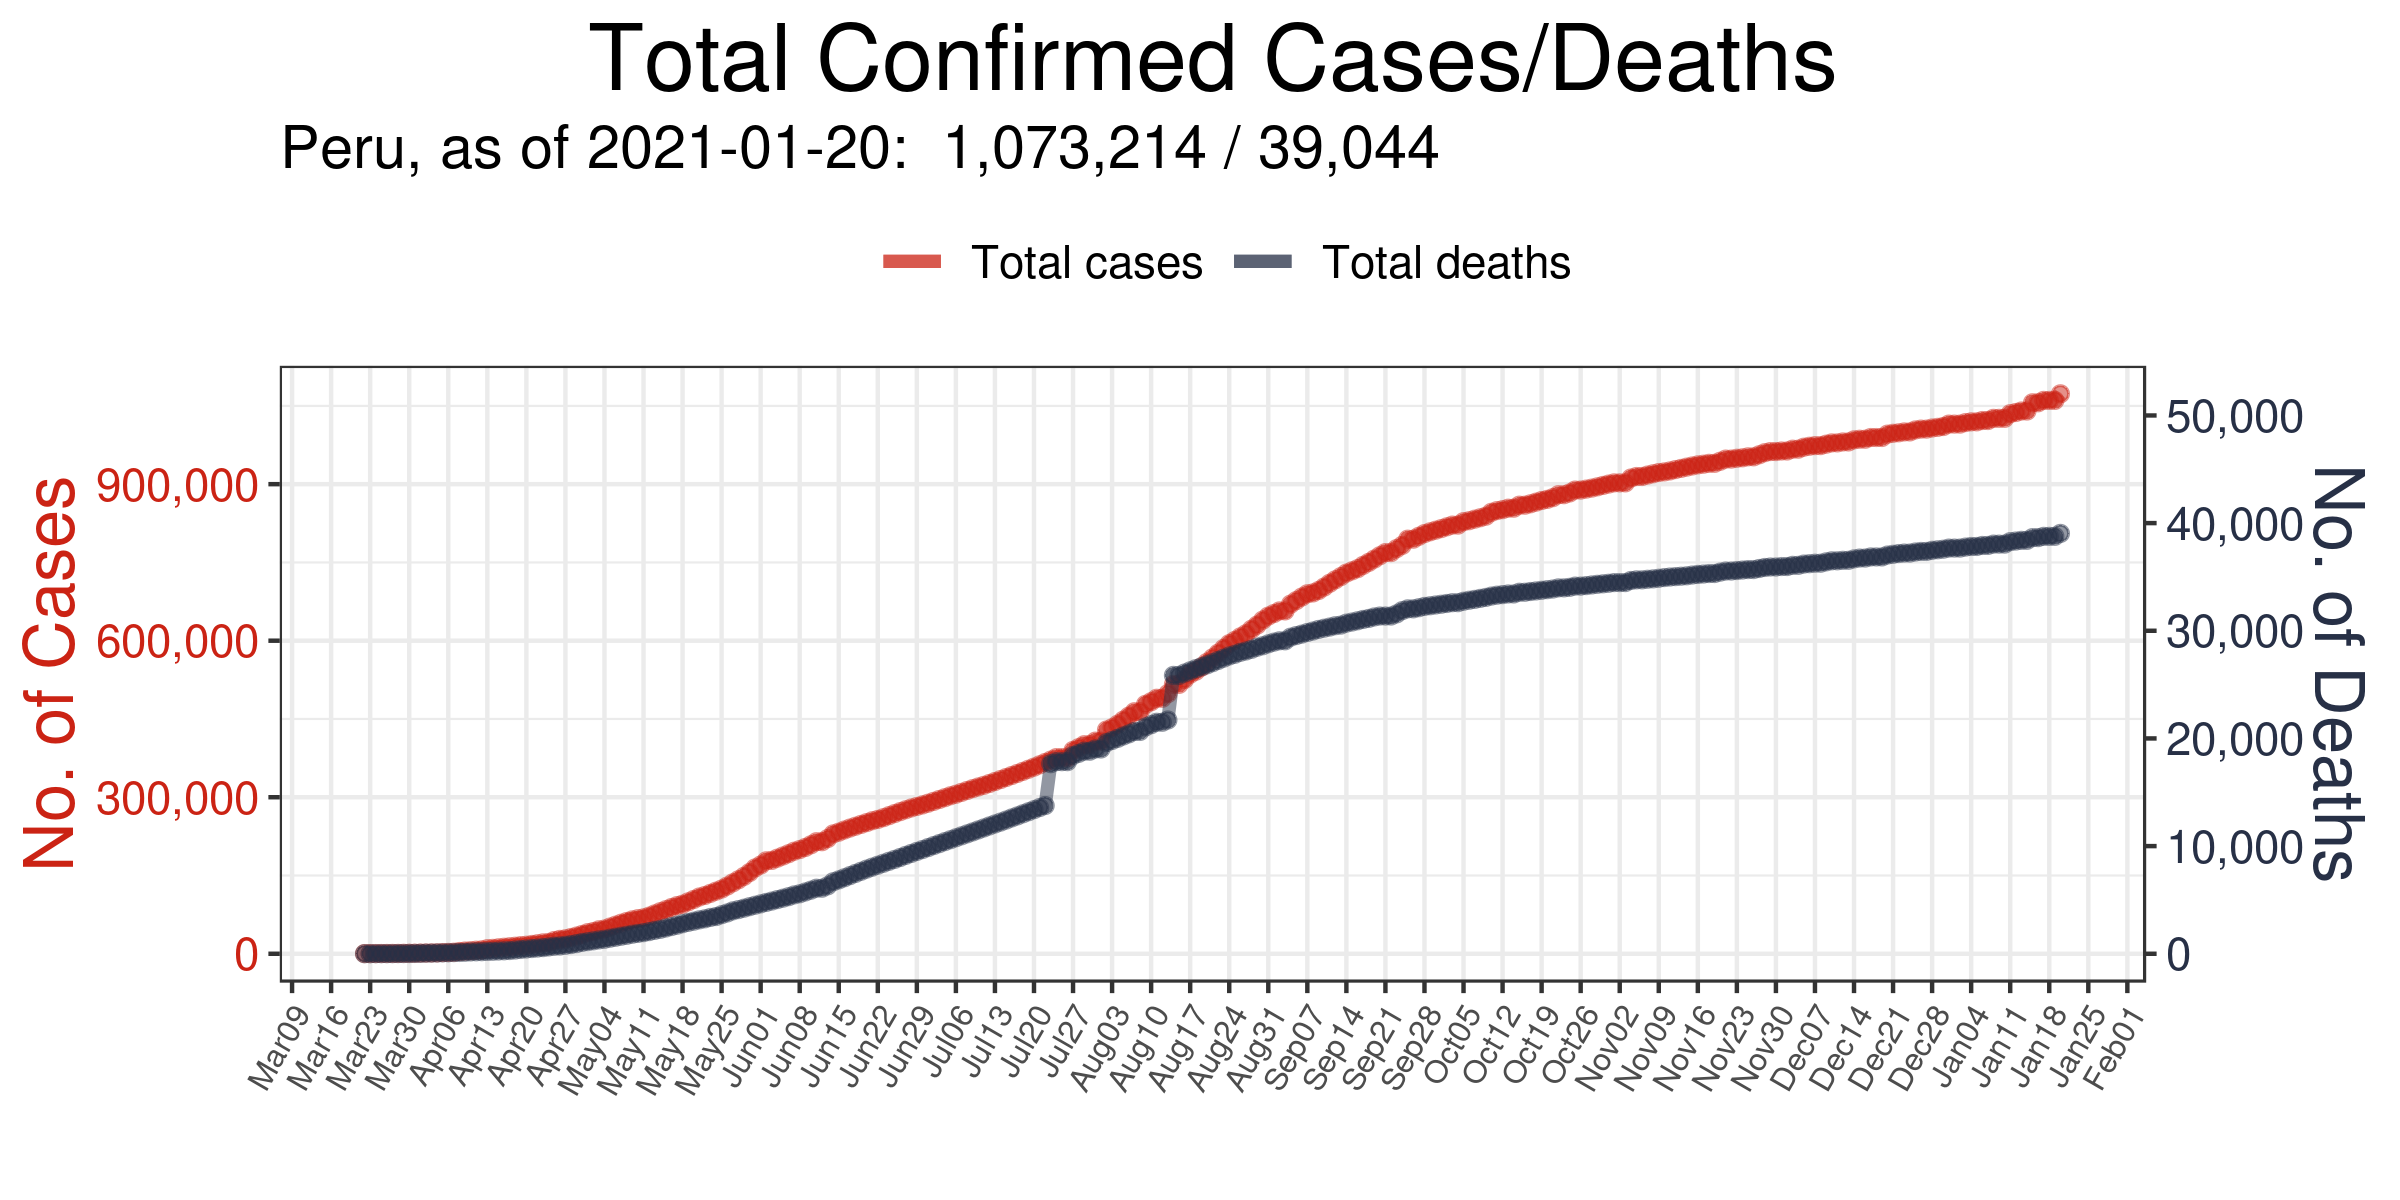 Total Confirmed Cases/Deaths
Peru, as of 2021-01-20:  1,073,214 / 39,044
Total cases
Total deaths
No. of Cases
900,000
600,000
300,000
0
50,000
40,000
30,000
20,000
10,000
0
No. of Deaths
Mar09
Mar16
Mar23
Mar30
Apr06
Apr13
Apr20
Apr27
May04
May11
May18
May25
Jun01
Jun08
Jun15
Jun22
Jun29
Jul06
Jul13
Jul20
Jul27
Aug03
Aug10
Aug17
Aug24
Aug31
Sep07
Sep14
Sep21
Sep28
Oct05
Oct12
Oct19
Oct26
Nov02
Nov09
Nov16
Nov23
Nov30
Dec07
Dec14
Dec21
Dec28
Jan04
Jan11
Jan18
Jan25
Feb01